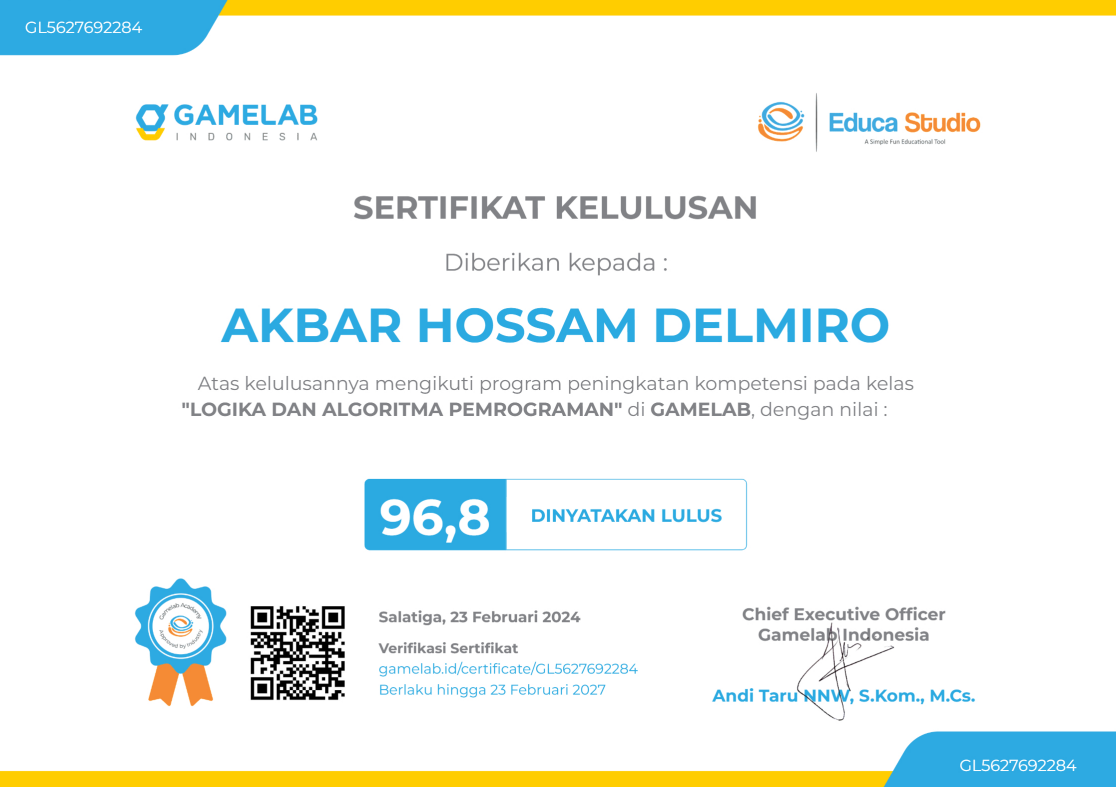 GL5627692284
GAMELAB
INDONESIA
Educa Studio
A Simple Fun Educational Tool
SERTIFIKAT KELULUSAN
Diberikan kepada :
AKBAR HOSSAM DELMIRO
Atas kelulusannya mengikuti program peningkatan kompetensi pada kelas
"LOGIKA DAN ALGORITMA PEMROGRAMAN" di GAMELAB, dengan nilai :
96,8
DINYATAKAN LULUS
Gamelab Academy
Approved by Industry
Salatiga, 23 Februari 2024
Verifikasi Sertifikat
gamelab.id/certificate/GL5627692284
Berlaku hingga 23 Februari 2027
Chief Executive Officer
Gamelab Indonesia
Andi Taru NNW, S.Kom., M.Cs.
GL5627692284